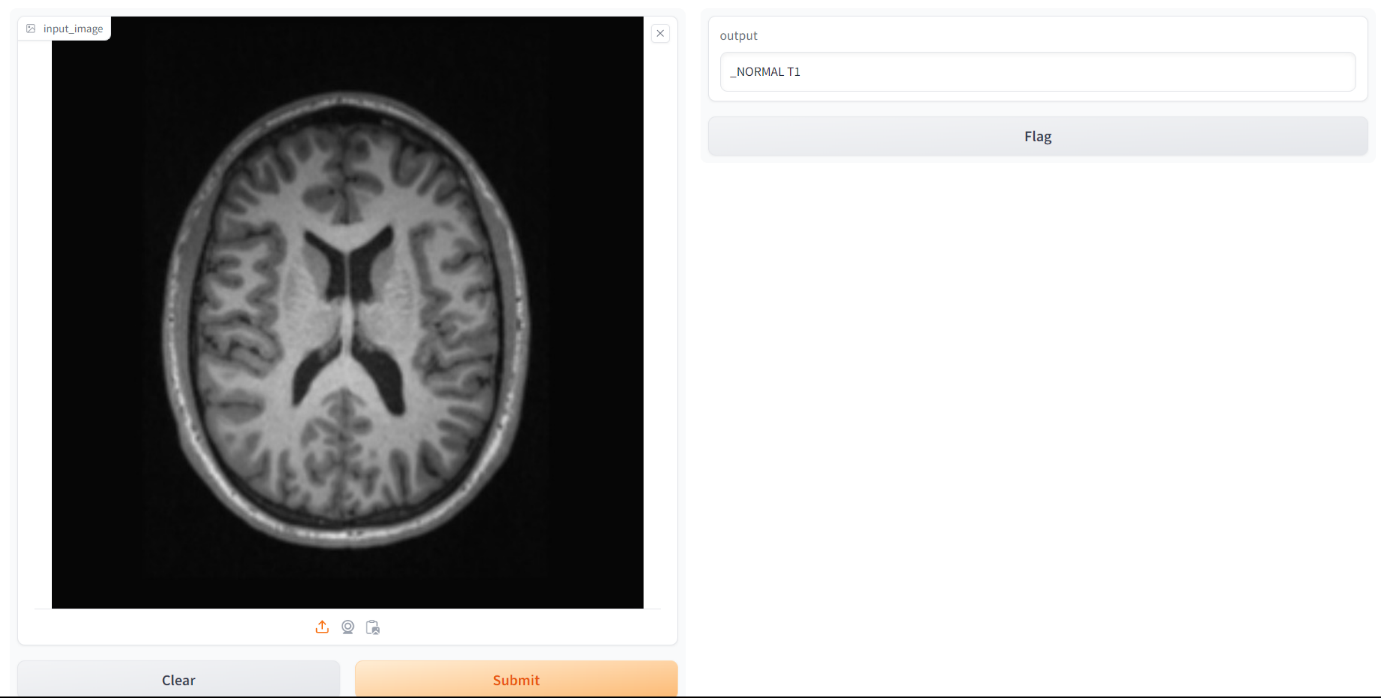 input_image
output
_NORMAL T1
Flag
Clear
Submit